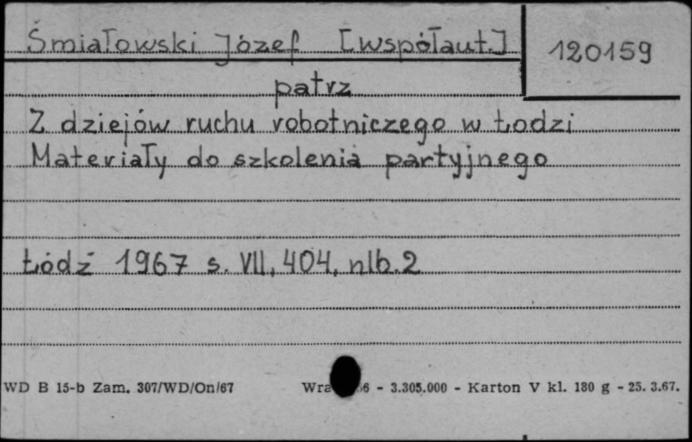 Śmiałowski Józef [współaut.]
120159
patrz
Z dziejów ruchu robotniczego w Łodzi
Materiały do szkolenia partyjnego
Łódź 1967 s. VII, 404, nlb. 2
WD B 15-b Zam. 307/WD/On/67 - 3.305.000 - Karton V kl. 180 g - 25. 3.67.